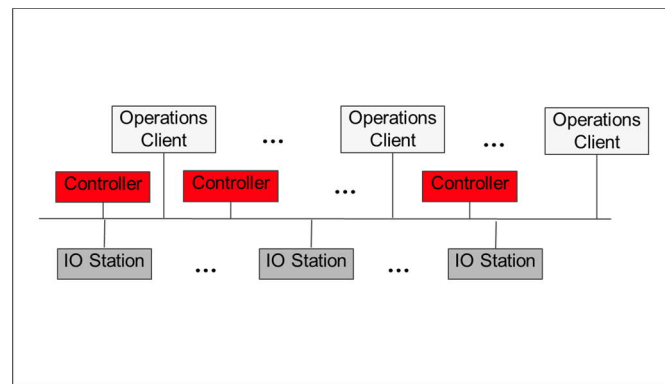 Operations
Client
...
Operations
Client
...
Operations
Client
Controller
Controller
...
Controller
IO Station
...
IO Station
...
IO Station